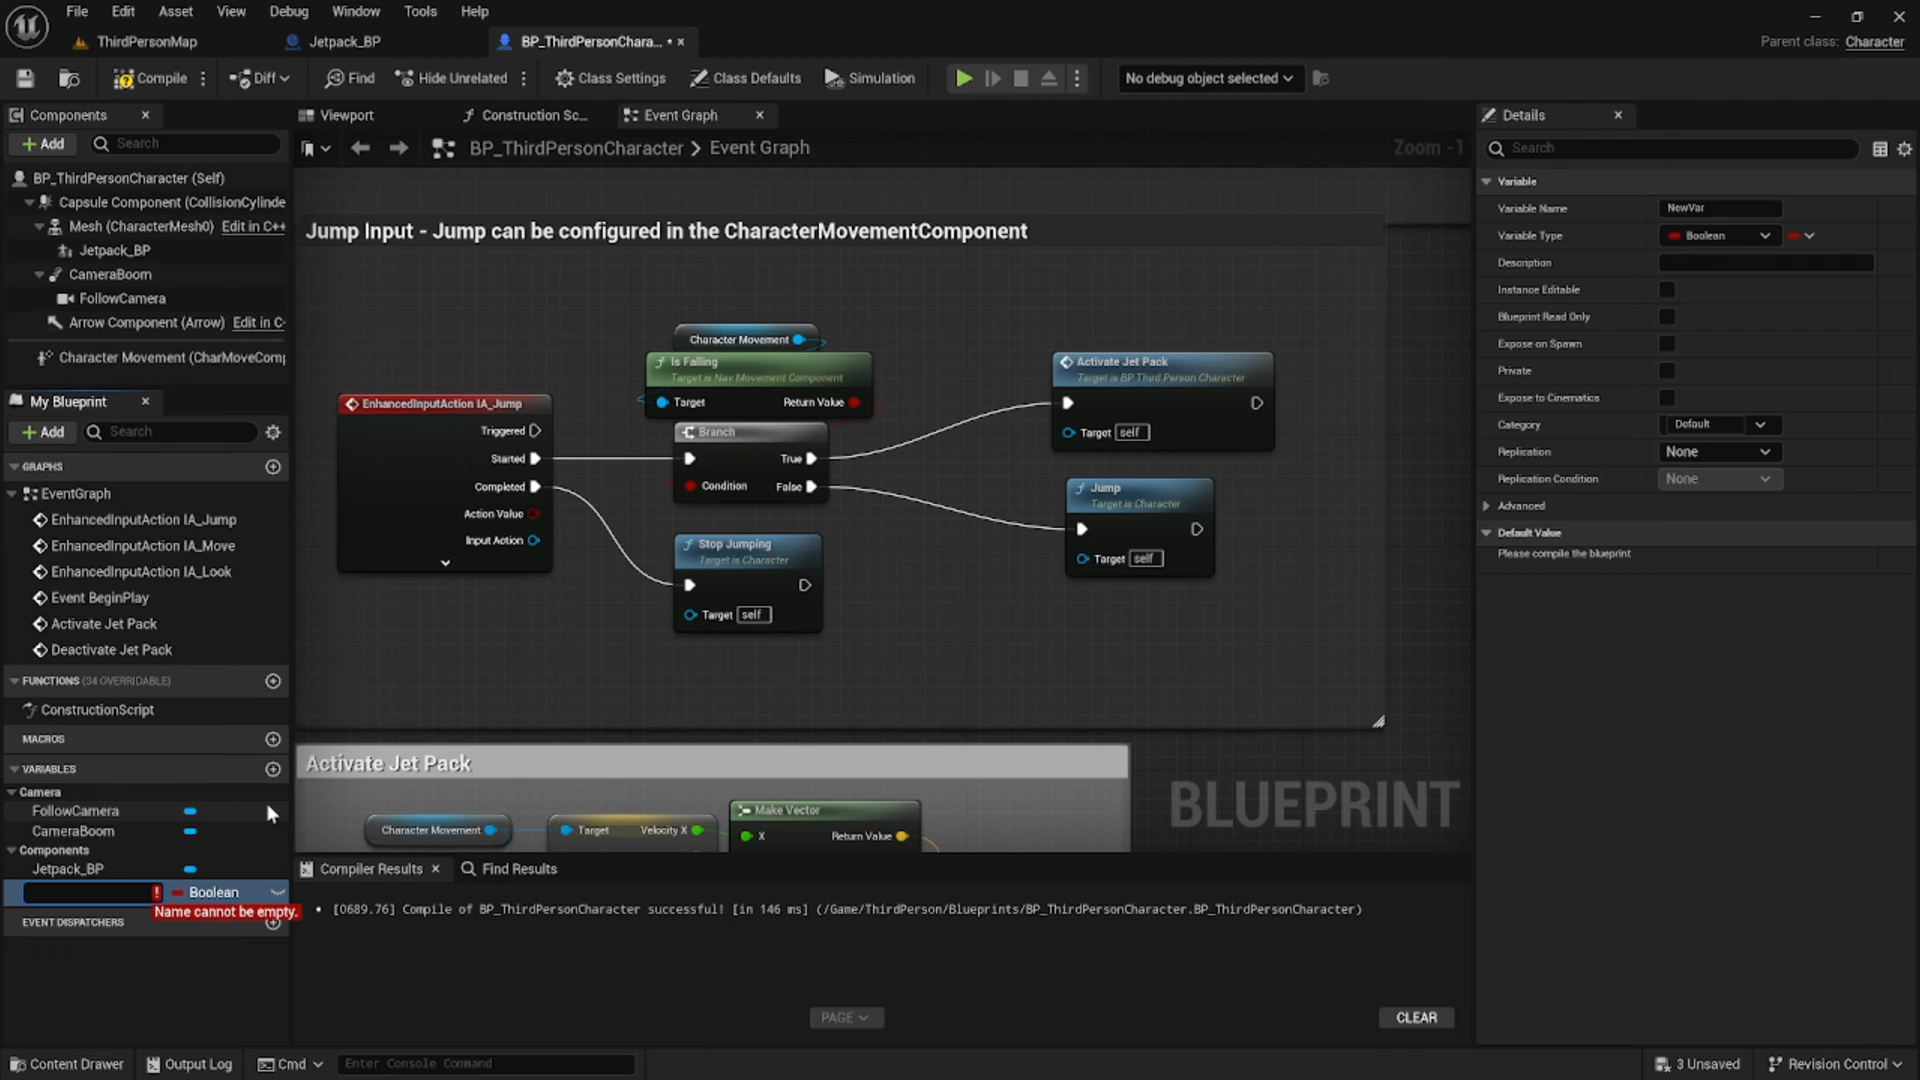 File Edit Asset View Debug Window Tools Help
ThirdPersonMap Jetpack_BP BP_ThirdPersonChara... • Parent class: Character
Compile Diff Find Hide Unrelated Class Settings Class Defaults Simulation No debug object selected
Components Viewport Construction Sc... Event Graph Details
Add Search BP_ThirdPersonCharacter > Event Graph Zoom -1 Search
BP_ThirdPersonCharacter (Self)
Capsule Component (CollisionCylinde
Mesh (CharacterMesh0) Edit in C++
Jetpack_BP
CameraBoom
FollowCamera
Arrow Component (Arrow) Edit in C-
Character Movement (CharMoveComp
My Blueprint
Add Search
GRAPHS
EventGraph
EnhancedInputAction IA_Jump
EnhancedInputAction IA_Move
EnhancedInputAction IA_Look
Event BeginPlay
Activate Jet Pack
Deactivate Jet Pack
FUNCTIONS (34 OVERRIDABLE)
ConstructionScript
MACROS
VARIABLES
Camera
FollowCamera
CameraBoom
Components
Jetpack_BP
! Boolean
Name cannot be empty.
EVENT DISPATCHERS
Jump Input - Jump can be configured in the CharacterMovementComponent
Character Movement
Is Falling
Target is Nav Movement Component
Target Return Value
EnhancedInputAction IA_Jump
Triggered
Started
Completed
Action Value
Input Action
Branch
True
Condition False
Stop Jumping
Target is Character
Target self
Activate Jet Pack
Target is BP Third Person Character
Target self
Jump
Target is Character
Target self
Activate Jet Pack
Character Movement
Target Velocity X
Make Vector
X Return Value
BLUEPRINT
Compiler Results Find Results
• [0689.76] Compile of BP_ThirdPersonCharacter successful! [in 146 ms] (/Game/ThirdPerson/Blueprints/BP_ThirdPersonCharacter.BP_ThirdPersonCharacter)
PAGE CLEAR
Variable
Variable Name NewVar
Variable Type Boolean
Description
Instance Editable
Blueprint Read Only
Expose on Spawn
Private
Expose to Cinematics
Category Default
Replication None
Replication Condition None
Advanced
Default Value
Please compile the blueprint
Content Drawer Output Log Cmd Enter Console Command 3 Unsaved Revision Control